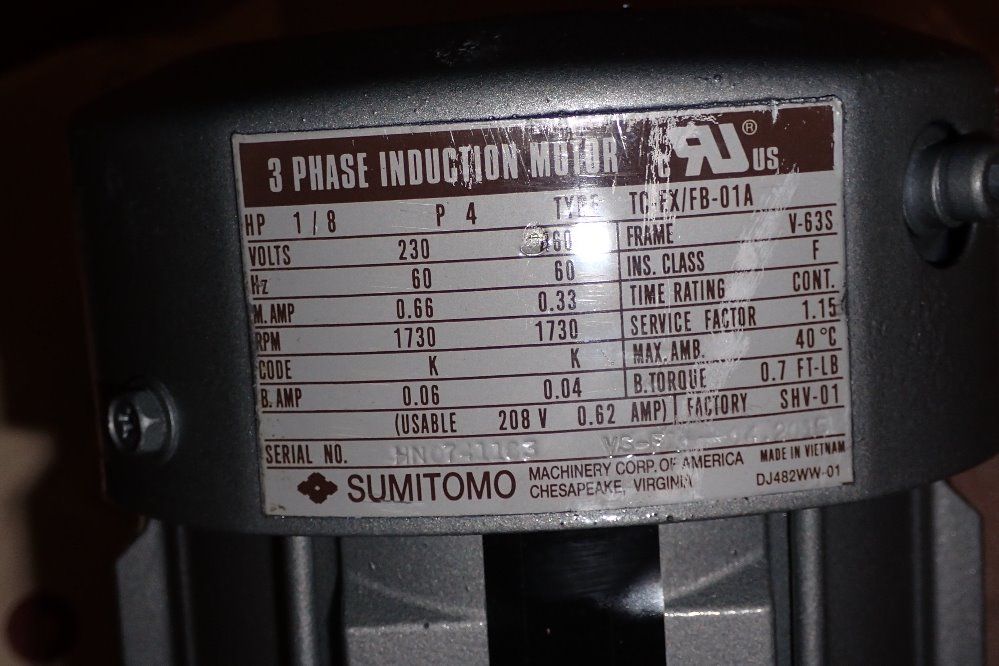 3 PHASE INDUCTION MOTOR c RU® US
HP 1/8 P 4 TYPE TC-FX/FB-01A
VOLTS 230 460 FRAME V-63S
Hz 60 60 INS. CLASS F
M. AMP 0.66 0.33 TIME RATING CONT.
RPM 1730 1730 SERVICE FACTOR 1.15
CODE K K MAX. AMB. 40 °C
B. AMP 0.06 0.04 B.TORQUE 0.7 FT-LB
(USABLE 208 V 0.62 AMP) FACTORY SHV-01
SERIAL NO.
SUMITOMO MACHINERY CORP. OF AMERICA MADE IN VIETNAM
CHESAPEAKE, VIRGINIA DJ482WW-01